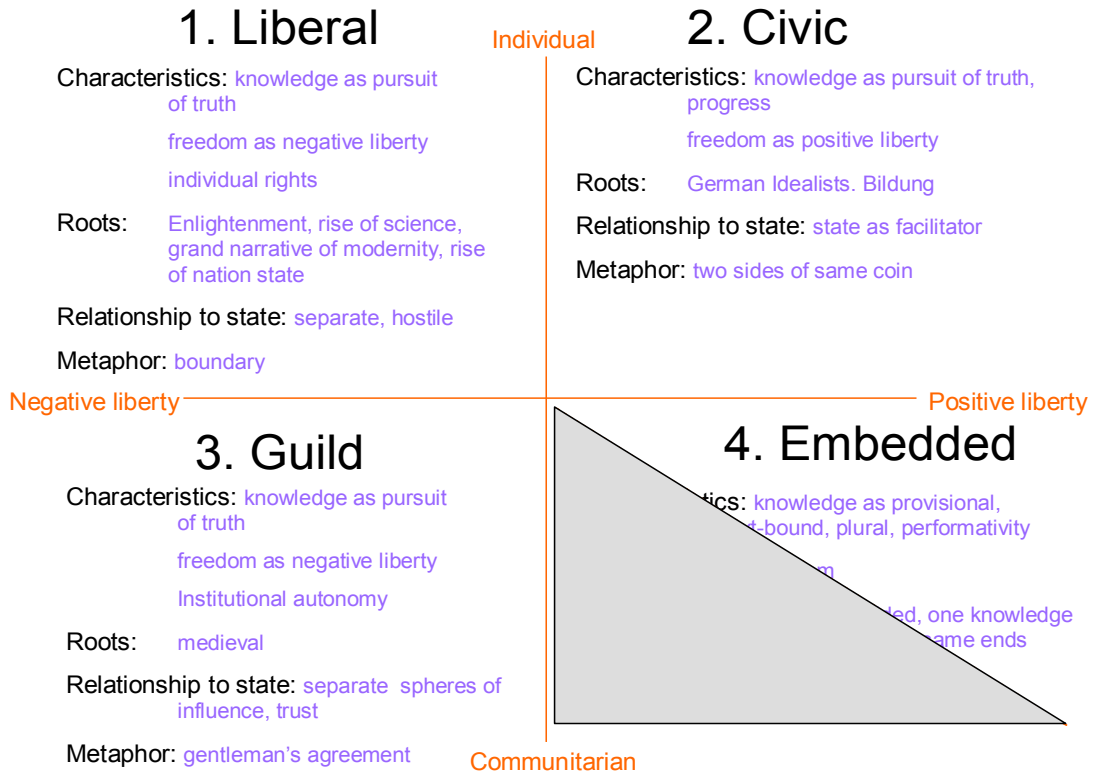 1. Liberal
Individual
2. Civic
Characteristics: knowledge as pursuit
of truth
freedom as negative liberty
individual rights
Roots: Enlightenment, rise of science,
grand narrative of modernity, rise
of nation state
Relationship to state: separate, hostile
Metaphor: boundary
Characteristics: knowledge as pursuit of truth,
progress
freedom as positive liberty
Roots: German Idealists. Bildung
Relationship to state: state as facilitator
Metaphor: two sides of same coin
Negative liberty
Positive liberty
3. Guild
Characteristics: knowledge as pursuit
of truth
freedom as negative liberty
Institutional autonomy
Roots: medieval
Relationship to state: separate spheres of
influence, trust
Metaphor: gentleman's agreement
4. Embedded
knowledge as provisional,
plural, performativity
one knowledge
ends
Communitarian